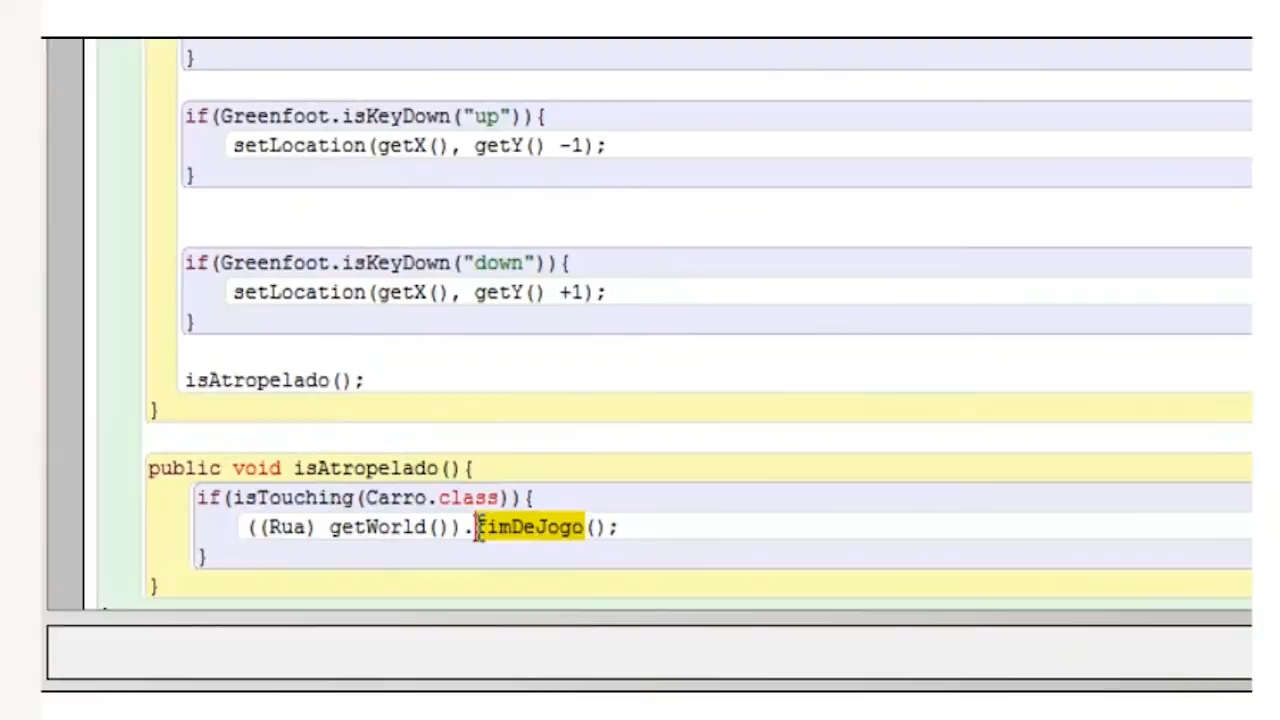 }
if(Greenfoot.isKeyDown("up")){
setLocation(getX(), getY() -1);
}
if(Greenfoot.isKeyDown("down")){
setLocation(getX(), getY() +1);
}
isAtropelado();
}
public void isAtropelado(){
if(isTouching(Carro.class)){
((Rua) getWorld()).fimDeJogo();
}
}